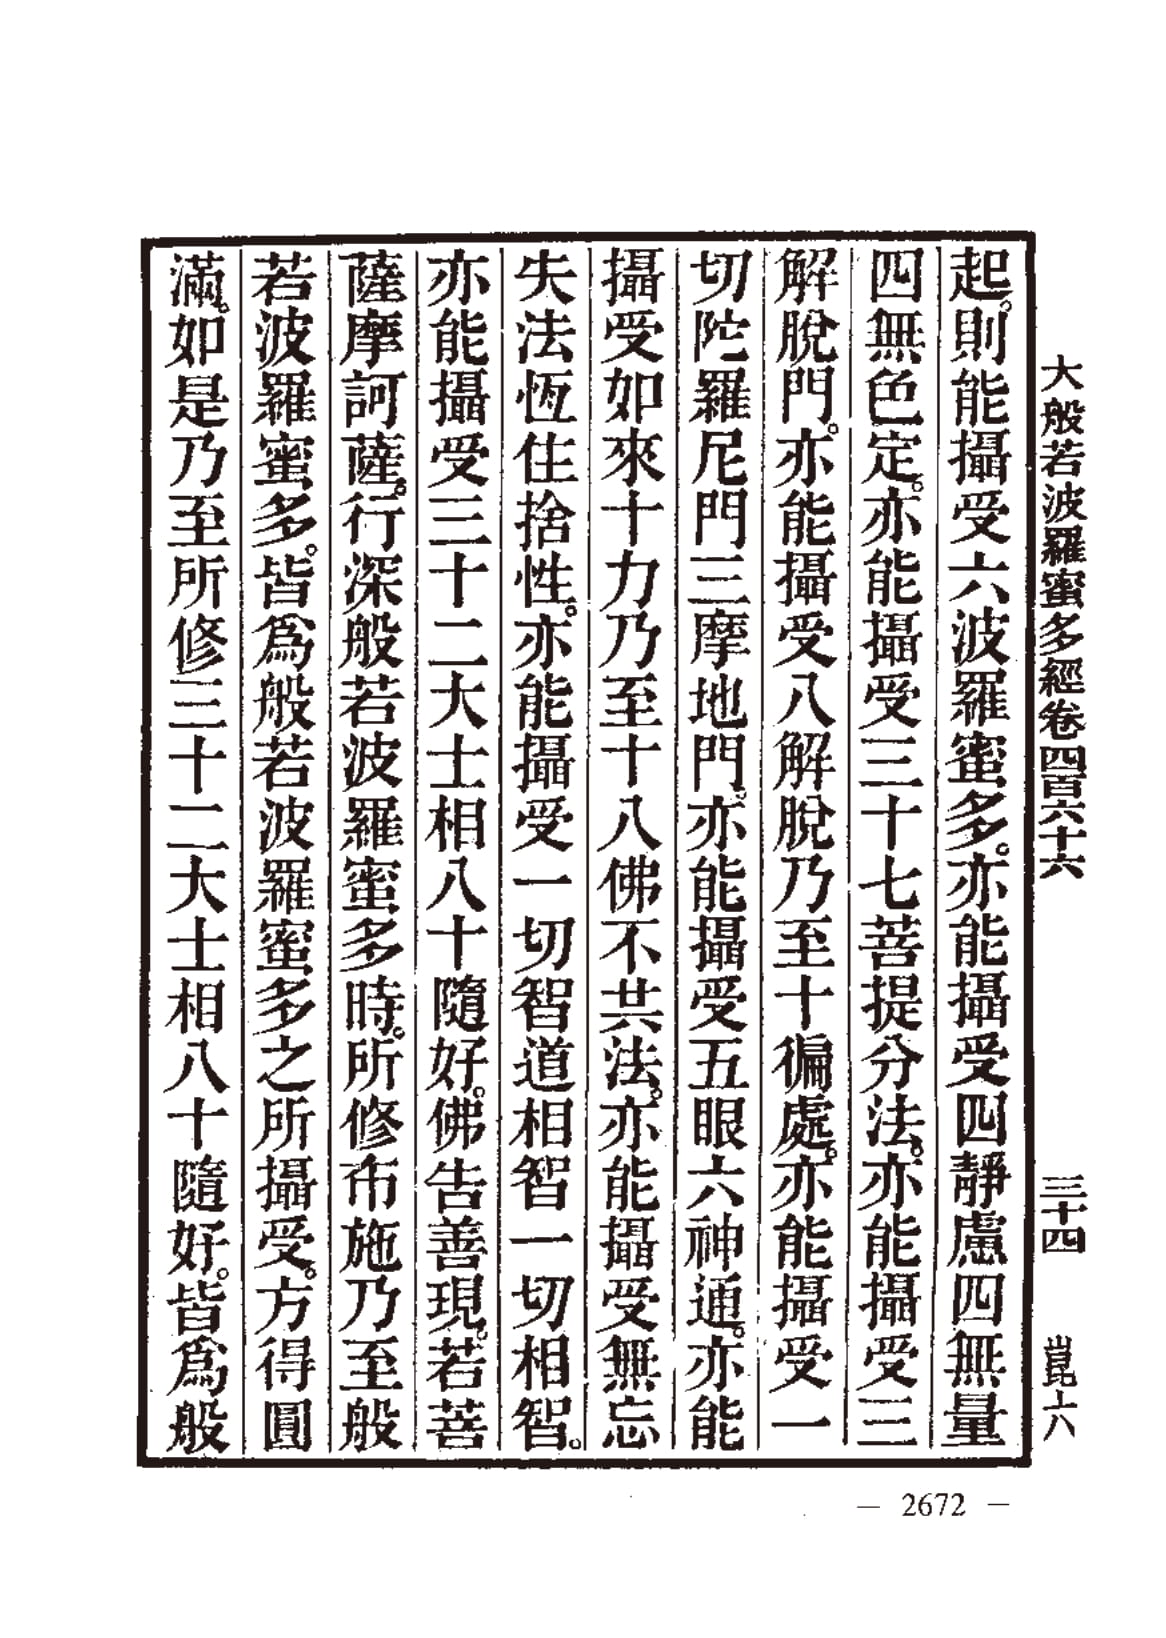 大般若波羅蜜多經卷四百六十六　三十四　崑上八
起。則能攝受六波羅蜜多。亦能攝受四靜慮四無量
四無色定。亦能攝受三十七菩提分法。亦能攝受三
解脫門。亦能攝受八解脫乃至十徧處。亦能攝受一
切陀羅尼門三摩地門。亦能攝受五眼六神通。亦能
攝受如來十力乃至十八佛不共法。亦能攝受無忘
失法恆住捨性。亦能攝受一切智道相智一切相智。
亦能攝受三十二大士相八十隨好。佛告善現。若菩
薩摩訶薩。行深般若波羅蜜多時。所修布施乃至般
若波羅蜜多。皆爲般若波羅蜜多之所攝受。方得圓
滿。如是乃至所修三十二大士相八十隨好。皆爲般
— 2672 —